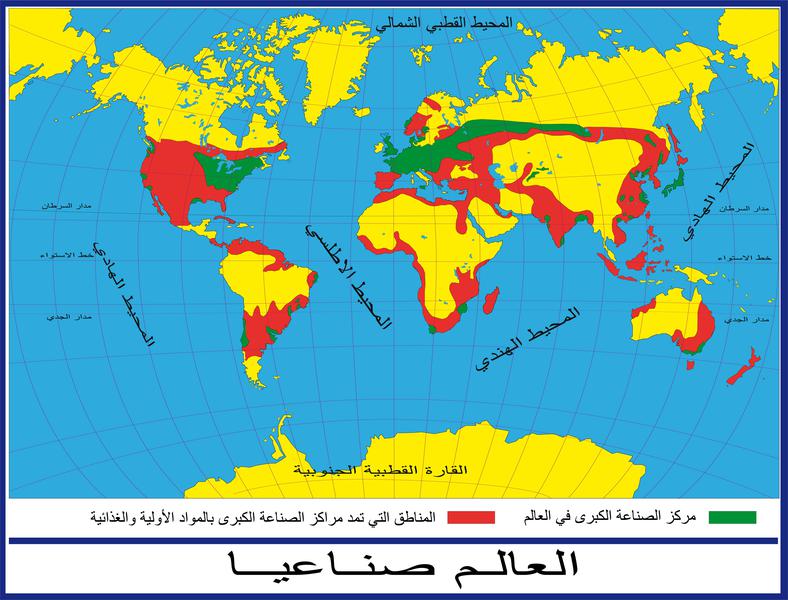 المحيط القطبي الشمالي
المحيط الهادي
مدار السرطان
مدار السرطان
المحيط الاطلسي
خط الاستواء
خط الاستواء
المحيط الهادي
المحيط الهندي
مدار الجدي
مدار الجدي
القارة القطبية الجنوبية
مركز الصناعة الكبرى في العالم
المناطق التي تمد مراكز الصناعة الكبرى بالمواد الأولية والغذائية
العالم صناعيا